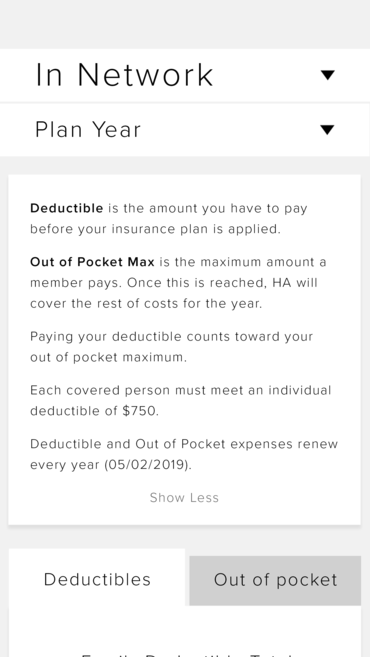 In Network
Plan Year
Deductible is the amount you have to pay
before your insurance plan is applied.
Out of Pocket Max is the maximum amount a
member pays. Once this is reached, HA will
cover the rest of costs for the year.
Paying your deductible counts toward your
out of pocket maximum.
Each covered person must meet an individual
deductible of $750.
Deductible and Out of Pocket expenses renew
every year (05/02/2019).
Show Less
Deductibles
Out of pocket